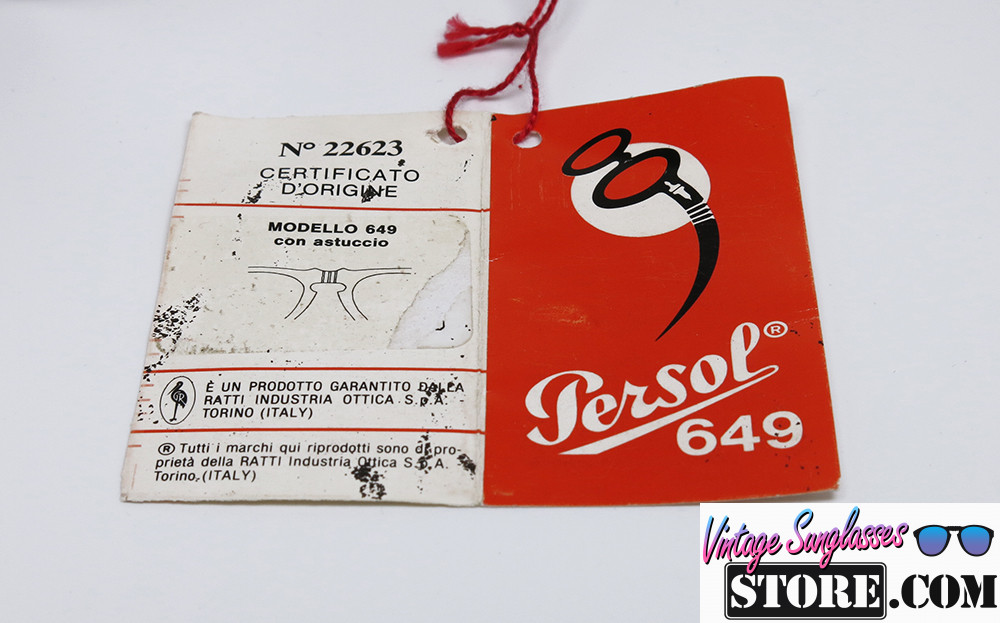 Nº 22623
CERTIFICATO
D'ORIGINE
MODELLO 649
con astuccio
È UN PRODOTTO GARANTITO DALLA
RATTI INDUSTRIA OTTICA S.p.A. -
TORINO (ITALY)
® Tutti i marchi qui riprodotti sono di pro-
prietà della RATTI Industria Ottica S.p.A.
Torino, (ITALY)
Persol®
649
Vintage Sunglasses
STORE.COM